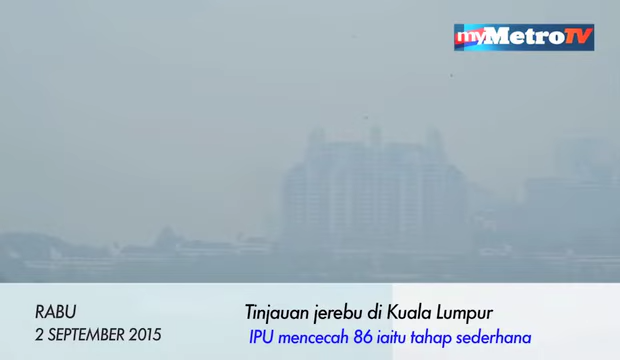 myMetroTV
RABU
2 SEPTEMBER 2015
Tinjauan jerebu di Kuala Lumpur
IPU mencecah 86 iaitu tahap sederhana